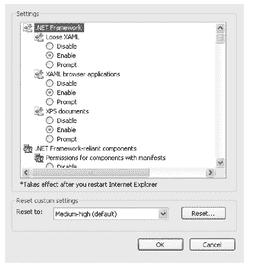 Settings
.NET Framework
Loose XAML
Disable
Enable
Prompt
XAML browser applications
Disable
Enable
Prompt
XPS documents
Disable
Enable
Prompt
.NET Framework-reliant components
Permissions for components with manifests
Disable
*Takes effect after you restart Internet Explorer
Reset custom settings
Reset to:
Medium-high (default)
Reset...
OK
Cancel